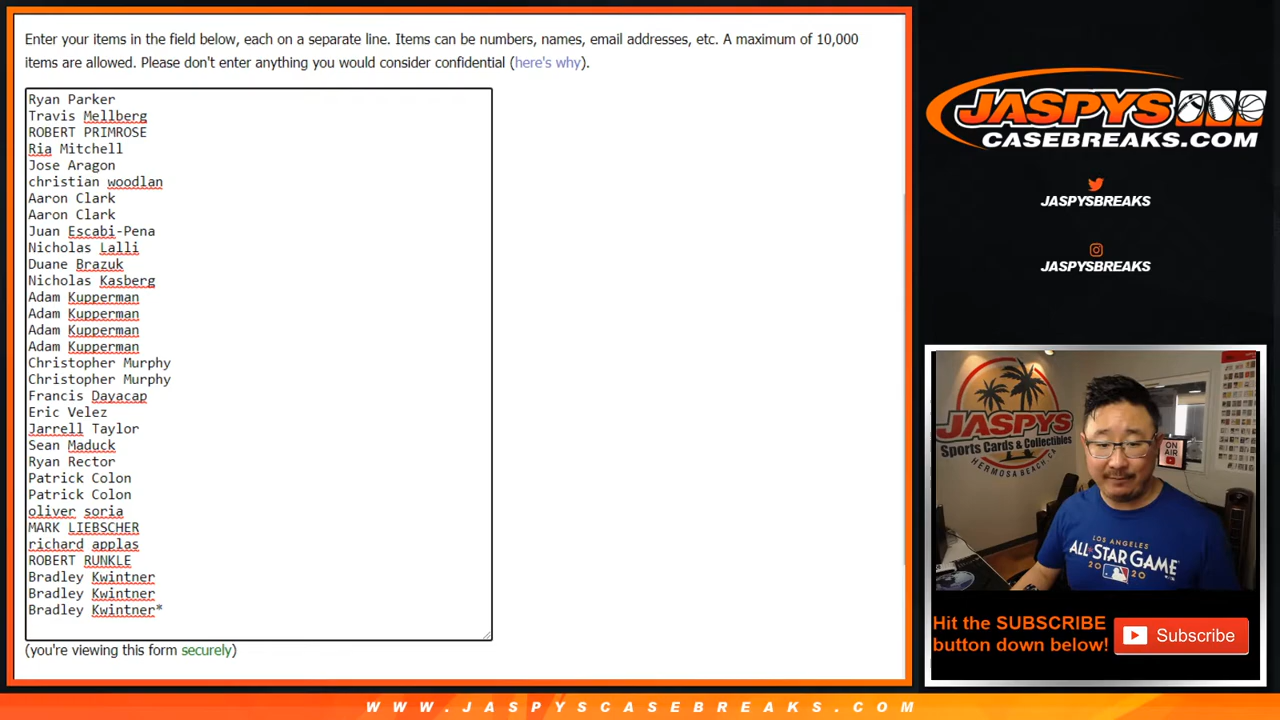 Enter your items in the field below, each on a separate line. Items can be numbers, names, email addresses, etc. A maximum of 10,000
items are allowed. Please don't enter anything you would consider confidential (here's why).
Ryan Parker
Travis Mellberg
ROBERT PRIMROSE
Ria Mitchell
Jose Aragon
christian woodlan
Aaron Clark
Aaron Clark
Juan Escabi-Pena
Nicholas Lalli
Duane Brazuk
Nicholas Kasberg
Adam Kupperman
Adam Kupperman
Adam Kupperman
Adam Kupperman
Christopher Murphy
Christopher Murphy
Francis Dayacap
Eric Velez
Jarrell Taylor
Sean Maduck
Ryan Rector
Patrick Colon
Patrick Colon
oliver soria
MARK LIEBSCHER
richard applas
ROBERT RUNKLE
Bradley Kwintner
Bradley Kwintner
Bradley Kwintner*
(you're viewing this form securely)
JASPYS
CASEBREAKS.COM
JASPYSBREAKS
JASPYSBREAKS
JASPYS
Sports Cards & Collectibles
HERMOSA BEACH, CA
ON
AIR
LOS ANGELES
ALL-STAR GAME
2020
Hit the SUBSCRIBE
button down below!
Subscribe
WWW.JASPYSCASEBREAKS.COM